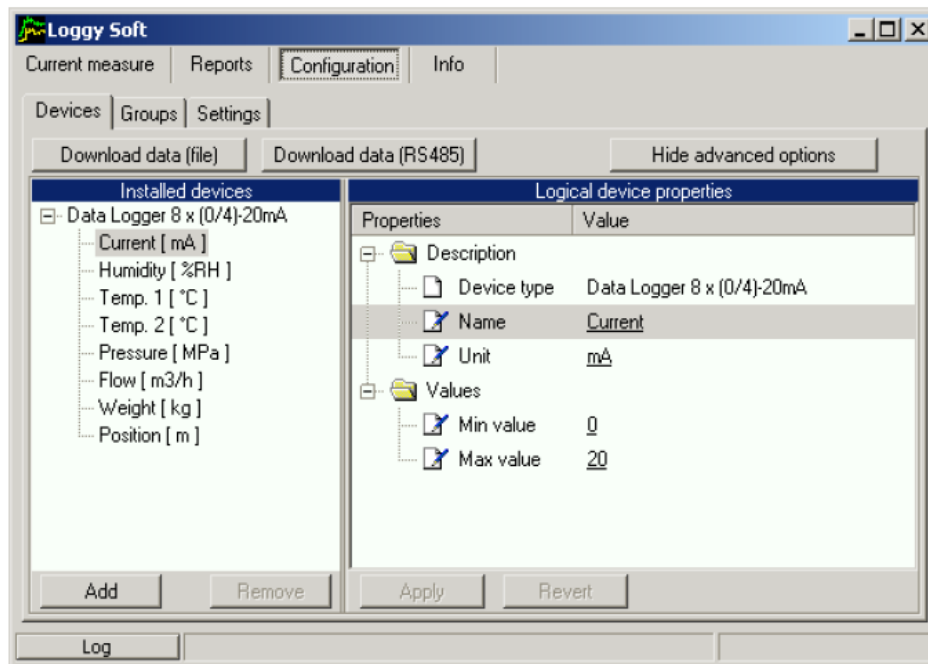 Loggy Soft
Current measure Reports Configuration Info
Devices Groups Settings
Download data (file) Download data (RS485) Hide advanced options
Installed devices
Data Logger 8 x (0/4)-20mA
Current [ mA ]
Humidity [ %RH ]
Temp. 1 [ °C ]
Temp. 2 [ °C ]
Pressure [ MPa ]
Flow [ m3/h ]
Weight [ kg ]
Position [ m ]
Add Remove
Logical device properties
Properties Value
Description
Device type Data Logger 8 x (0/4)-20mA
Name Current
Unit mA
Values
Min value 0
Max value 20
Apply Revert
Log